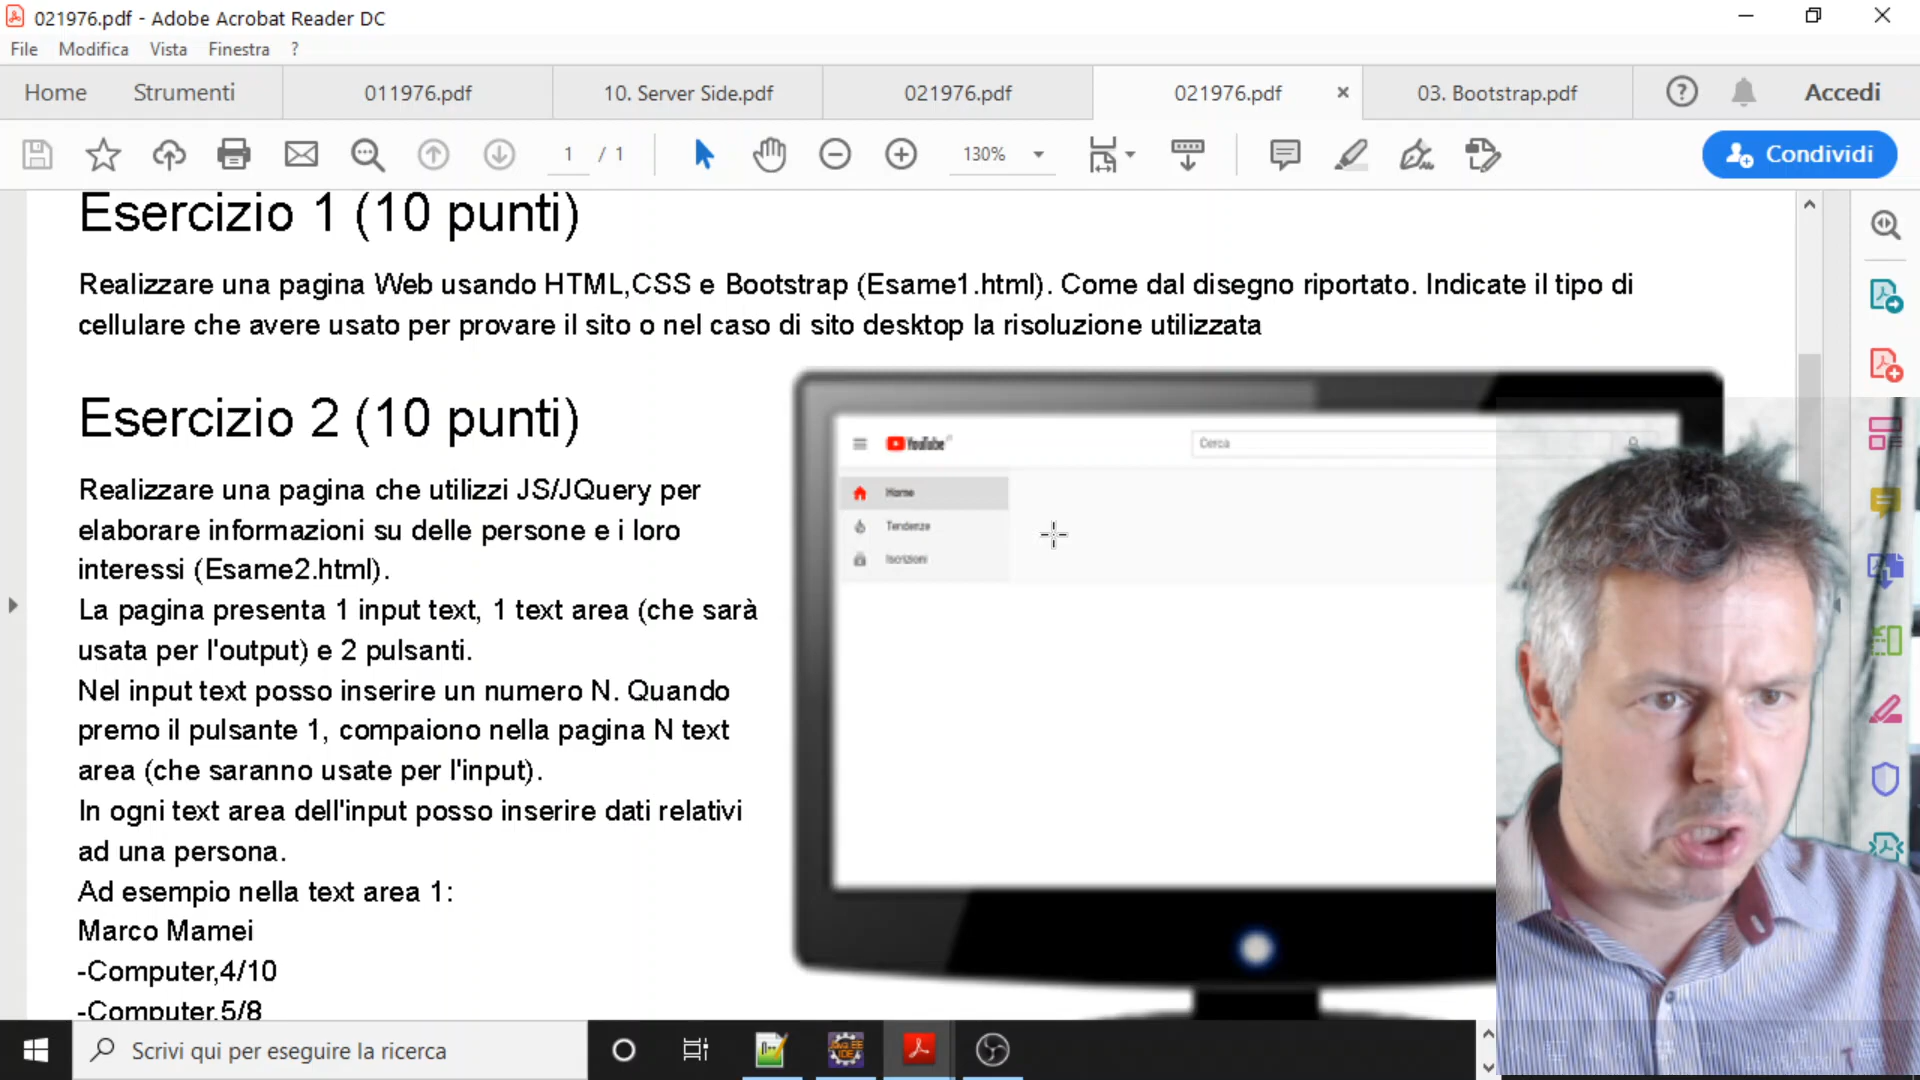 021976.pdf - Adobe Acrobat Reader DC
File Modifica Vista Finestra ?
Home Strumenti 011976.pdf 10. Server Side.pdf 021976.pdf 021976.pdf 03. Bootstrap.pdf Accedi
1 / 1 130% Condividi
Esercizio 1 (10 punti)
Realizzare una pagina Web usando HTML,CSS e Bootstrap (Esame1.html). Come dal disegno riportato. Indicate il tipo di
cellulare che avere usato per provare il sito o nel caso di sito desktop la risoluzione utilizzata
Esercizio 2 (10 punti)
Realizzare una pagina che utilizzi JS/JQuery per
elaborare informazioni su delle persone e i loro
interessi (Esame2.html).
La pagina presenta 1 input text, 1 text area (che sarà
usata per l'output) e 2 pulsanti.
Nel input text posso inserire un numero N. Quando
premo il pulsante 1, compaiono nella pagina N text
area (che saranno usate per l'input).
In ogni text area dell'input posso inserire dati relativi
ad una persona.
Ad esempio nella text area 1:
Marco Mamei
-Computer,4/10
-Computer,5/8
YouTube
Cerca
Home
Tendenze
Iscrizioni
Scrivi qui per eseguire la ricerca